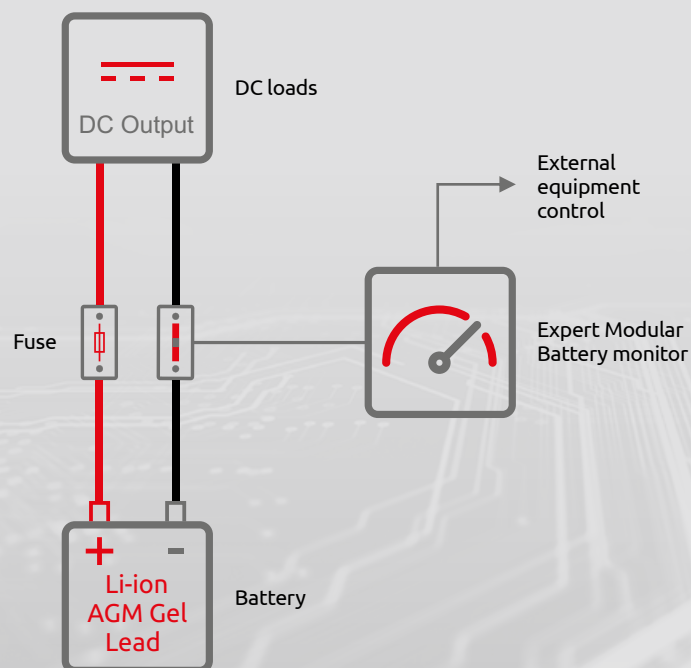 DC Output
DC loads
External
equipment
control
Fuse
Expert Modular
Battery monitor
+ -
Li-ion
AGM Gel
Lead
Battery